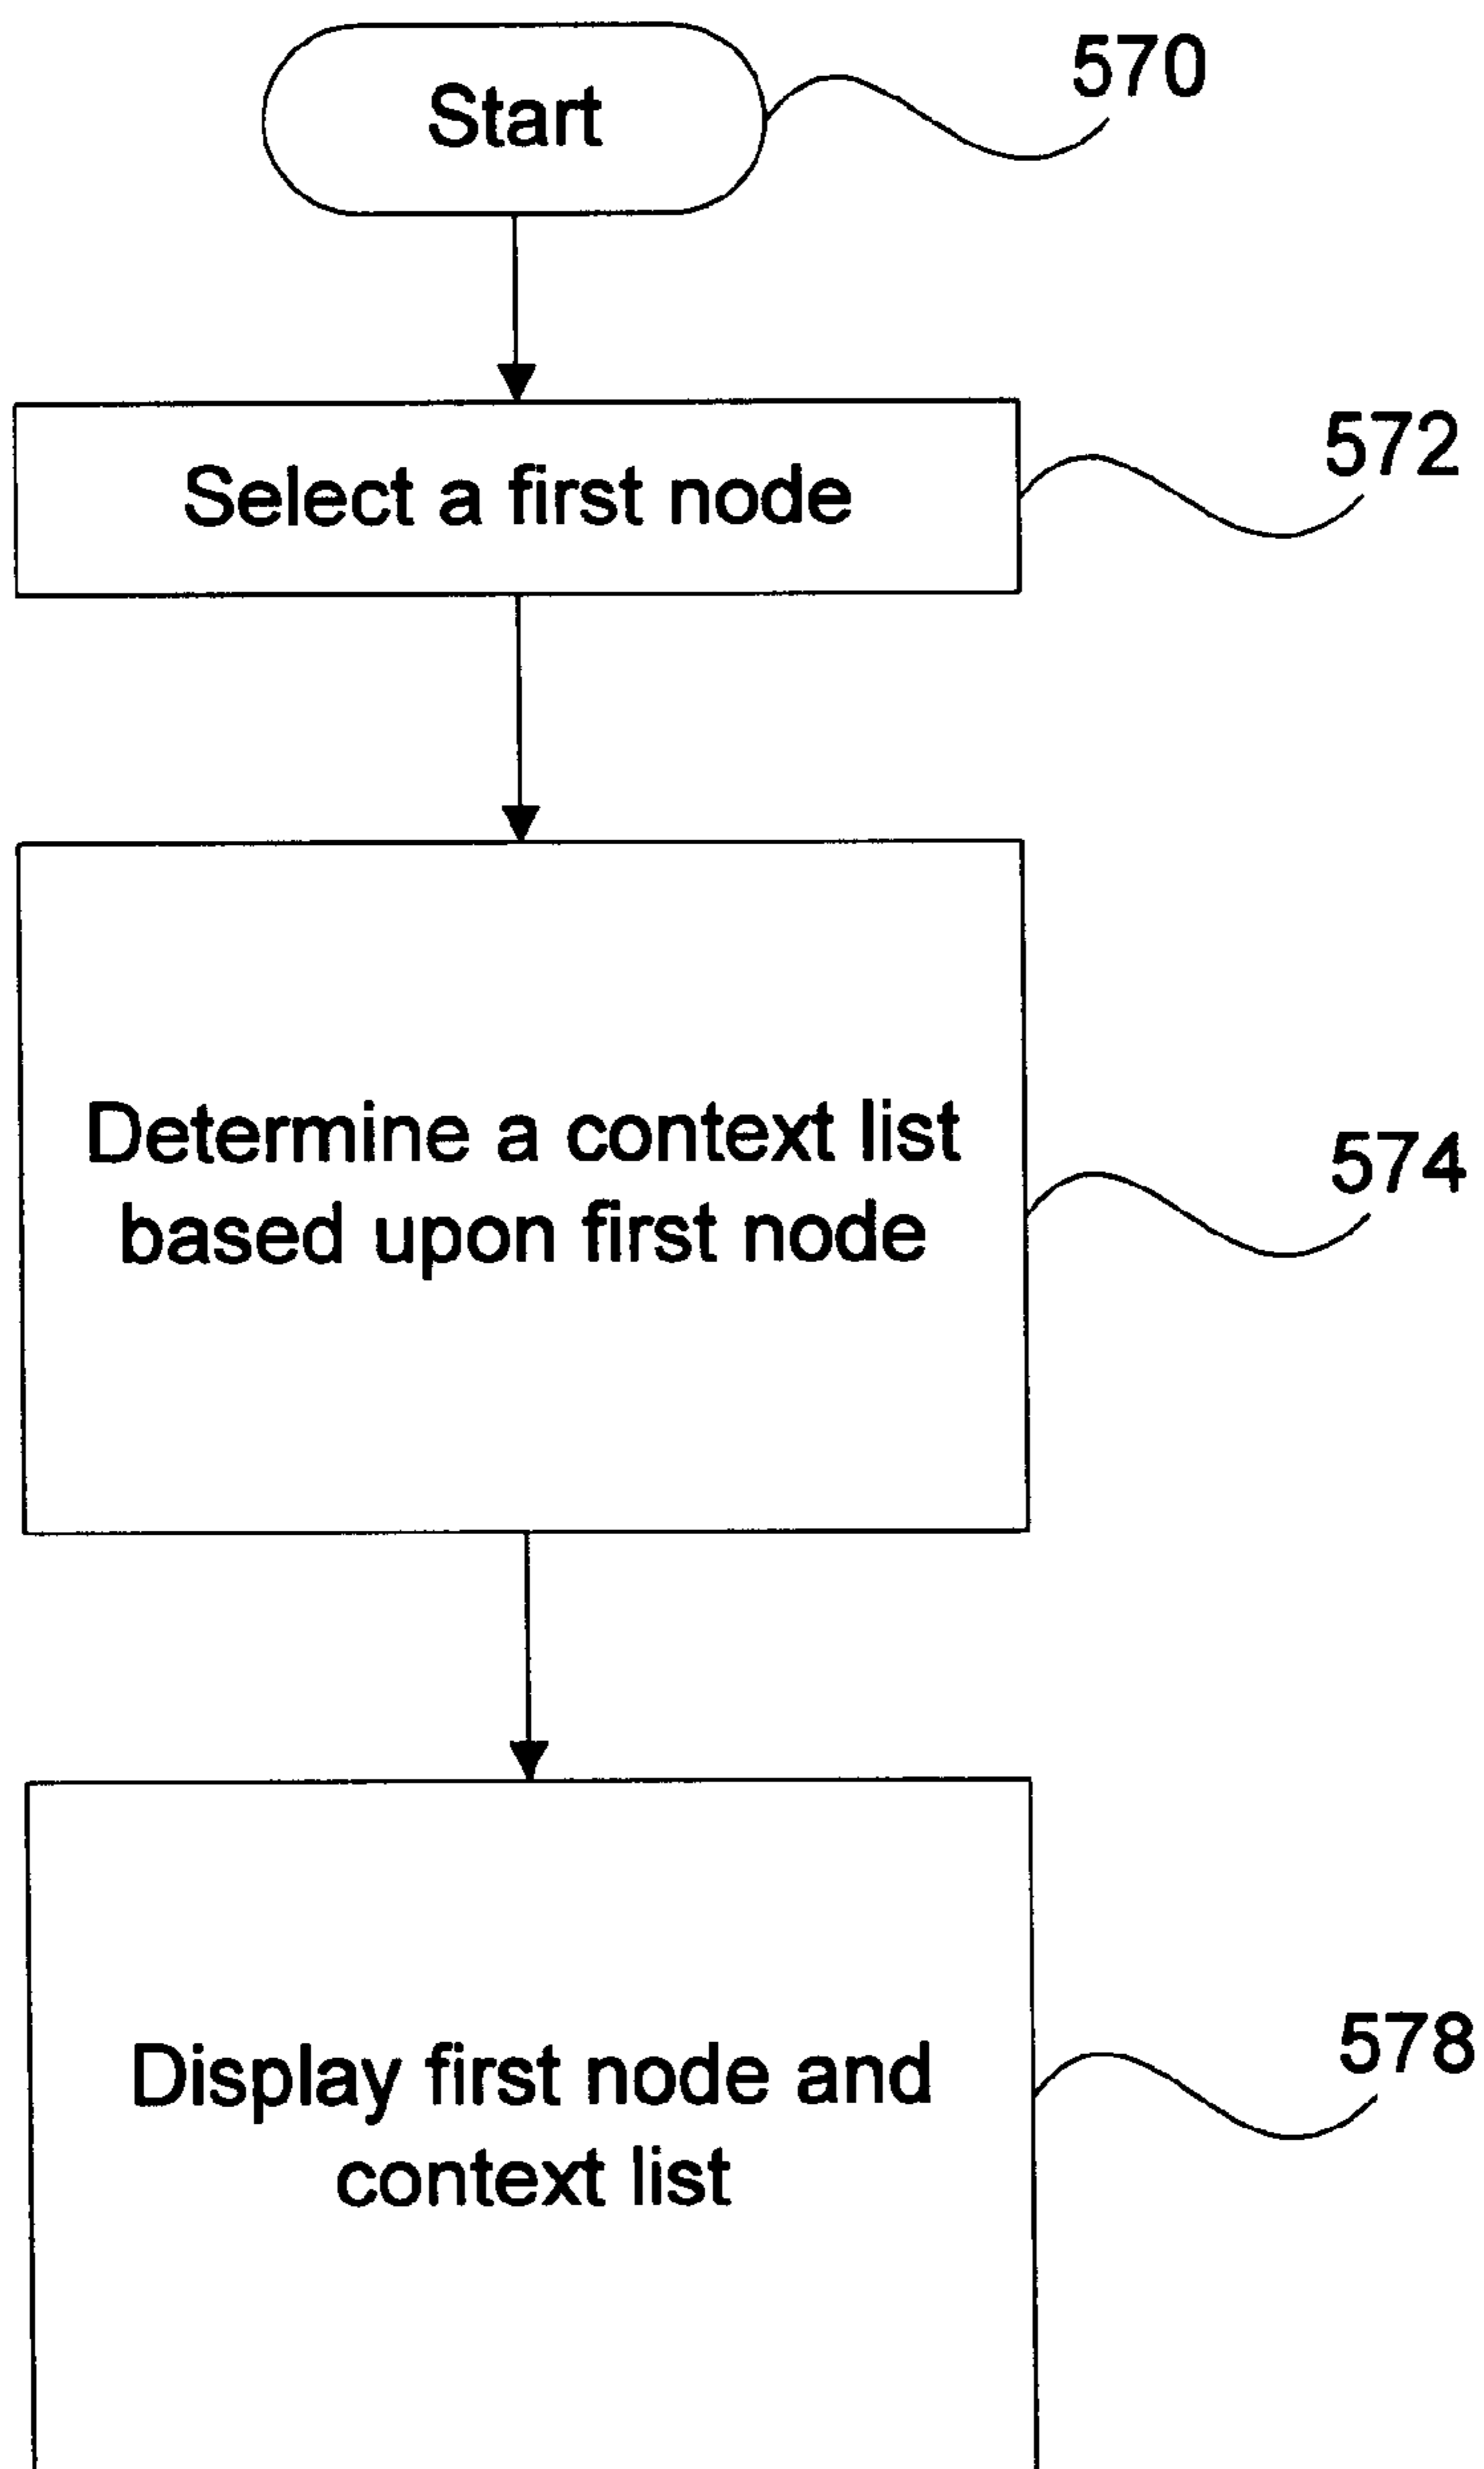 Start
570
Select a first node
572
Determine a context list
based upon first node
574
Display first node and
context list
578